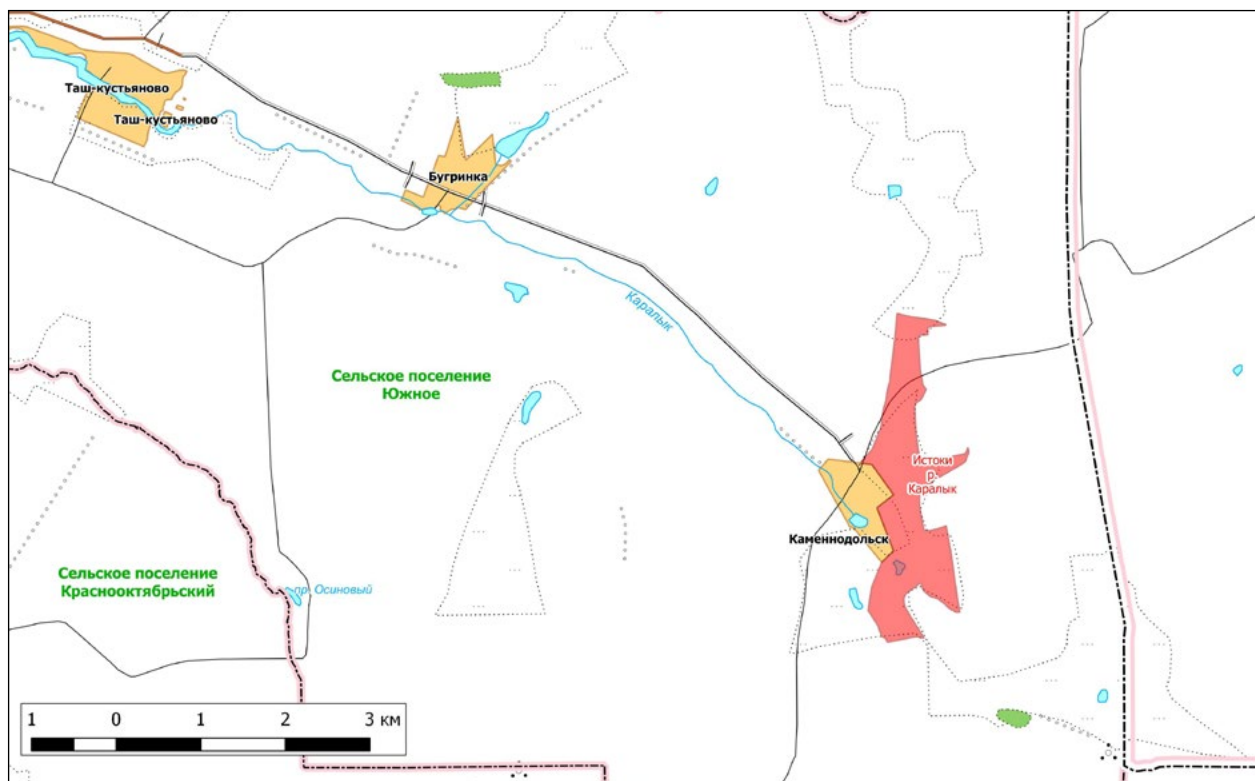 Таш-кустьяново
Таш-кустьяново
Бугринка
Каралык
Сельское поселение
Южное
Истоки
р.
Каралык
Каменнодольск
Сельское поселение
Краснооктябрьский
пр. Осиновый
1 0 1 2 3 км